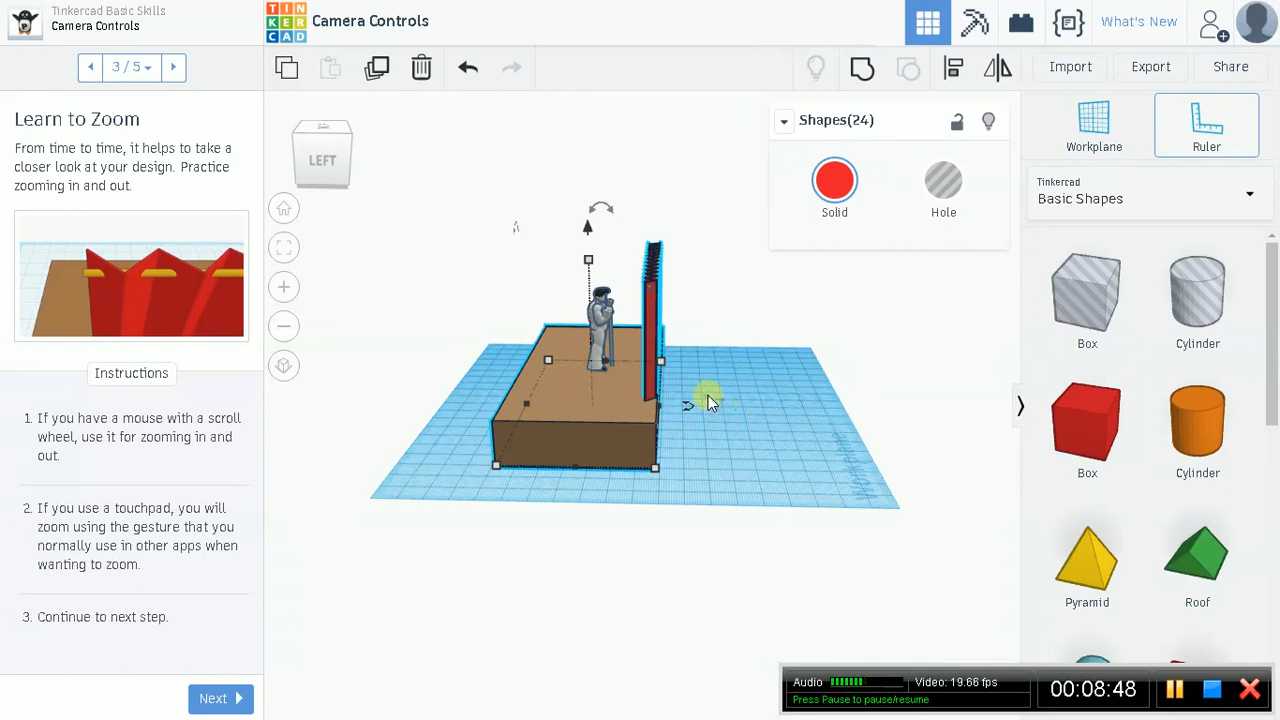 Tinkercad Basic Skills
Camera Controls
TIN
KER
CAD
Camera Controls
What's New
3 / 5
Import
Export
Share
Learn to Zoom
From time to time, it helps to take a
closer look at your design. Practice
zooming in and out.
Instructions
1. If you have a mouse with a scroll
wheel, use it for zooming in and
out.
2. If you use a touchpad, you will
zoom using the gesture that you
normally use in other apps when
wanting to zoom.
3. Continue to next step.
Next
LEFT
Shapes(24)
Solid
Hole
Workplane
Workplane
Ruler
Tinkercad
Basic Shapes
Box
Cylinder
Box
Cylinder
Pyramid
Roof
Audio
Video: 19.66 fps
Press Pause to pause/resume
00:08:48